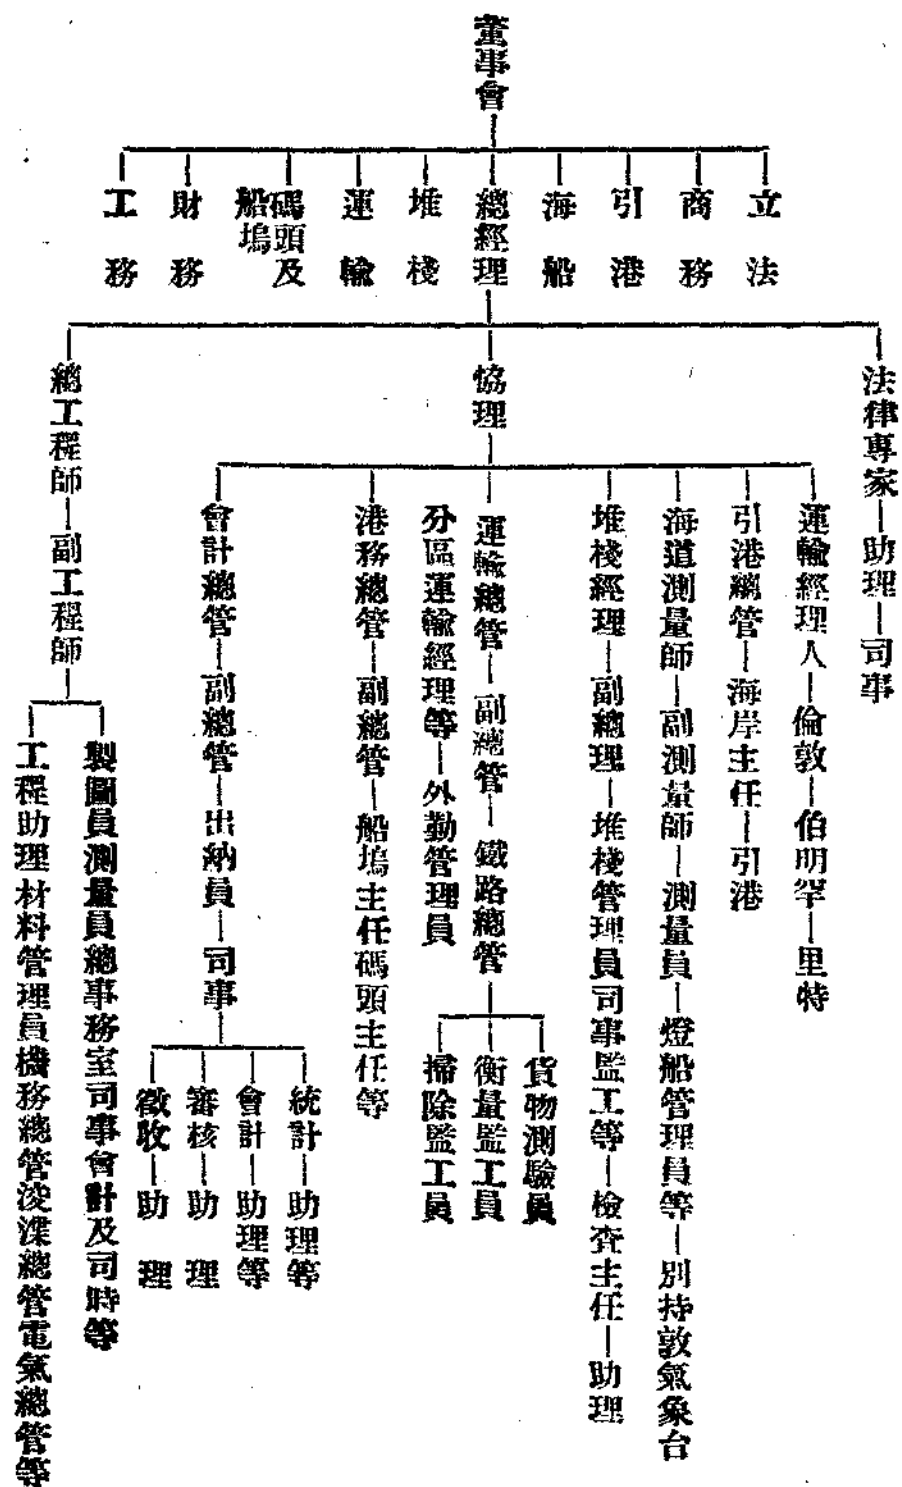 董事會
立法
商務
引港
海船
總經理
堆棧
運輸
碼頭及
船塢
財務
工務
法律專家—助理—司事
協理
總工程師—副工程師
運輸經理人—倫敦—伯明罕—里特
引港總管—海岸主任—引港
海道測量師—副測量師—測量員—燈船管理員等—別持敦氣象台
堆棧經理—副總理—堆棧管理員司事監工等—檢查主任—助理
運輸總管—副總管—鐵路總管
分區運輸經理等—外勤管理員
港務總管—副總管—船塢主任碼頭主任等
會計總管—副總管—出納員—司事
貨物測驗員
衡量監工員
掃除監工員
統計—助理等
會計—助理等
審核—助理
徵收—助理
製圖員測量員總事務室司事會計及司時等
工程助理材料管理員機務總管浚渫總管電氣總管等